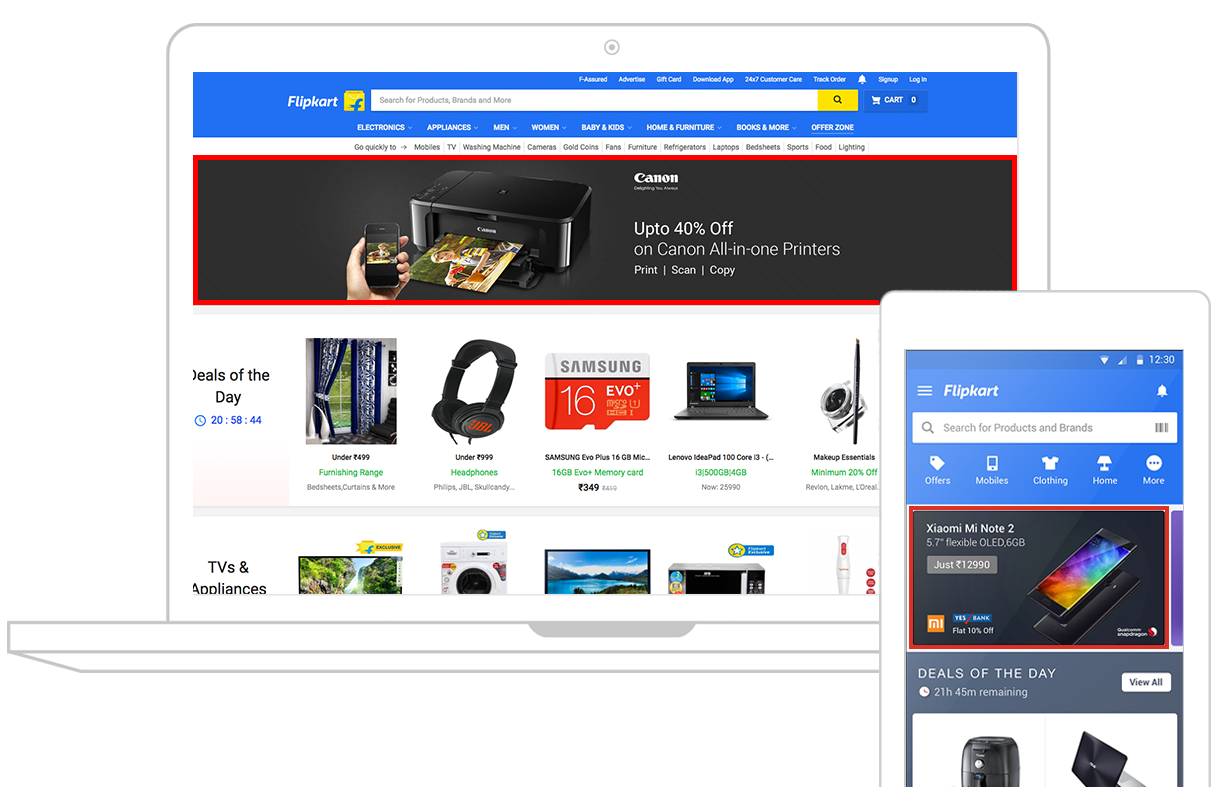 F-Assured Advertise Gift Card Download App 24x7 Customer Care Track Order Signup Log In
Flipkart
Search for Products, Brands and More
CART 0
ELECTRONICS APPLIANCES MEN WOMEN BABY & KIDS HOME & FURNITURE BOOKS & MORE OFFER ZONE
Go quickly to → Mobiles TV Washing Machine Cameras Gold Coins Fans Furniture Refrigerators Laptops Bedsheets Sports Food Lighting
Canon
Delighting You Always
Upto 40% Off
on Canon All-in-one Printers
Print | Scan | Copy
Canon
Deals of the
Day
20 : 58 : 44
Under ₹499
Furnishing Range
Bedsheets,Curtains & More
JBL
Under ₹999
Headphones
Philips, JBL, Skullcandy...
SAMSUNG
16 EVO+
SAMSUNG Evo Plus 16 GB Mic...
16GB Evo+ Memory card
₹349 ₹419
Lenovo IdeaPad 100 Core i3 - (...
i3|500GB|4GB
Now: 25990
Makeup Essentials
Minimum 20% Off
Revlon, Lakme, L'Oreal.
TVs &
Appliances
EXCLUSIVE
Flipkart
Exclusive
12:30
Flipkart
Search for Products and Brands
Offers Mobiles Clothing Home More
Xiaomi Mi Note 2
5.7" flexible OLED,6GB
Just ₹12990
YES BANK
Flat 10% Off
Qualcomm
snapdragon
DEALS OF THE DAY
21h 45m remaining
View All